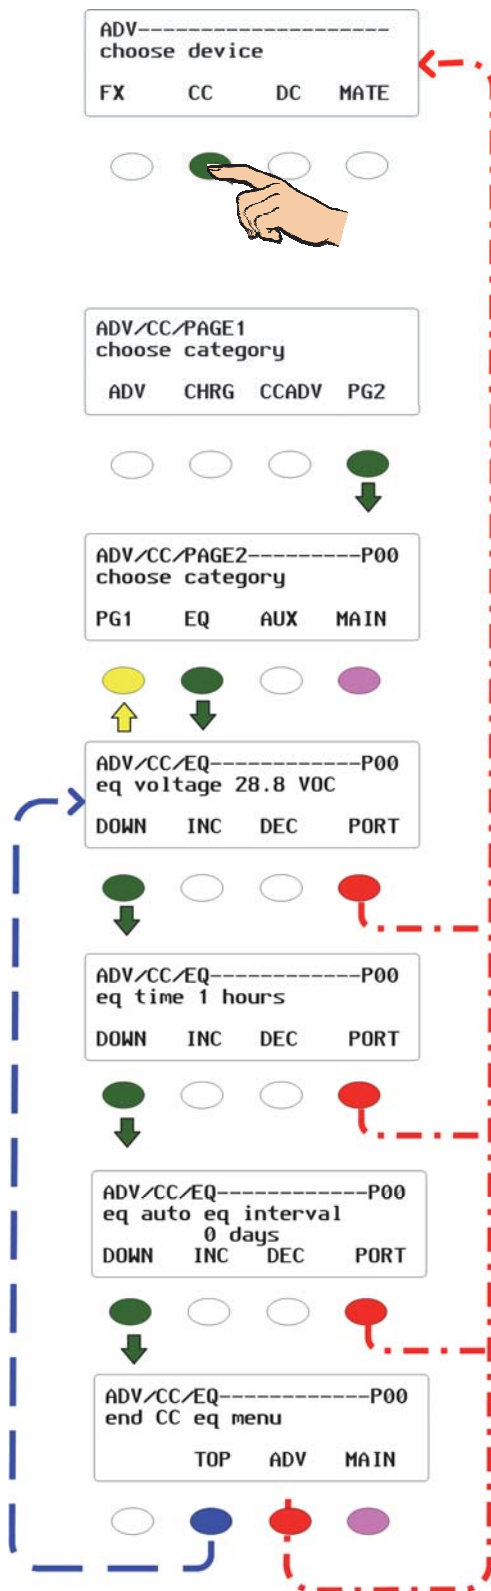 ADV---------------------
choose device
FX CC DC MATE
ADV/CC/PAGE1
choose category
ADV CHRG CCADV PG2
ADV/CC/PAGE2---------P00
choose category
PG1 EQ AUX MAIN
ADV/CC/EQ------------P00
eq voltage 28.8 VOC
DOWN INC DEC PORT
ADV/CC/EQ------------P00
eq time 1 hours
DOWN INC DEC PORT
ADV/CC/EQ------------P00
eq auto eq interval
0 days
DOWN INC DEC PORT
ADV/CC/EQ------------P00
end CC eq menu
TOP ADV MAIN